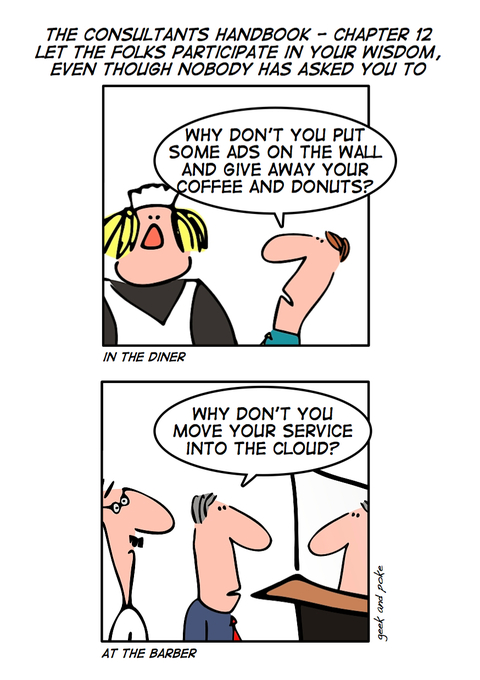 THE CONSULTANTS HANDBOOK - CHAPTER 12
LET THE FOLKS PARTICIPATE IN YOUR WISDOM,
EVEN THOUGH NOBODY HAS ASKED YOU TO
WHY DON'T YOU PUT
SOME ADS ON THE WALL
AND GIVE AWAY YOUR
COFFEE AND DONUTS?
IN THE DINER
WHY DON'T YOU
MOVE YOUR SERVICE
INTO THE CLOUD?
geek and poke
AT THE BARBER